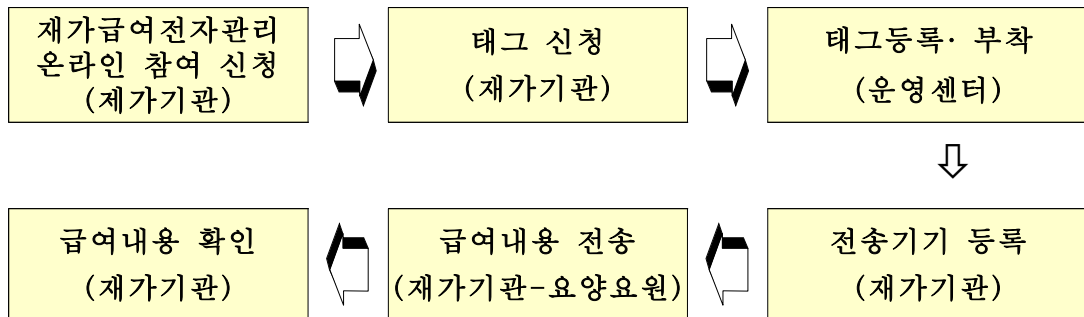 재가급여전자관리
온라인 참여 신청
(제가기관)
태그 신청
(재가기관)
태그등록· 부착
(운영센터)
전송기기 등록
(재가기관)
급여내용 전송
(재가기관-요양요원)
급여내용 확인
(재가기관)